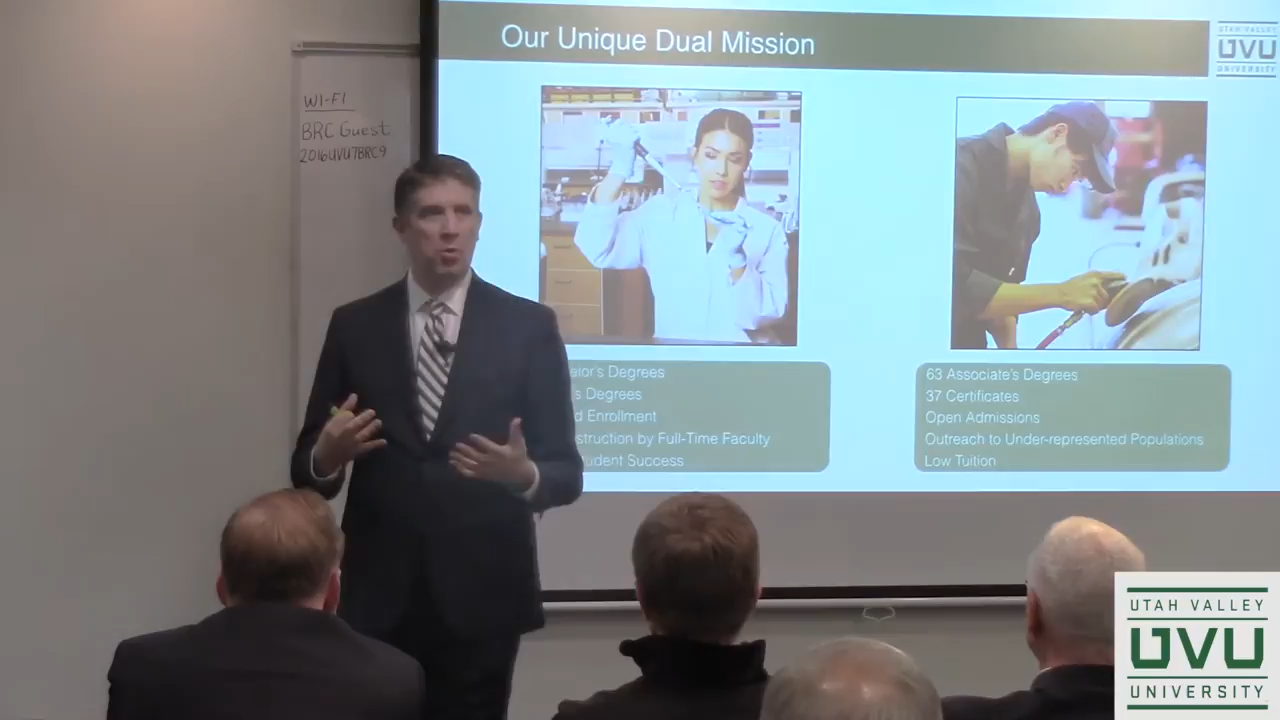 Our Unique Dual Mission
UTAH VALLEY
UVU
UNIVERSITY
WI-FI
BRC Guest
2016UVU7BRC9
Degrees
Degrees
Enrollment
by Full-Time Faculty
Success
63 Associate's Degrees
37 Certificates
Open Admissions
Outreach to Under-represented Populations
Low Tuition
UTAH VALLEY
UVU
UNIVERSITY.